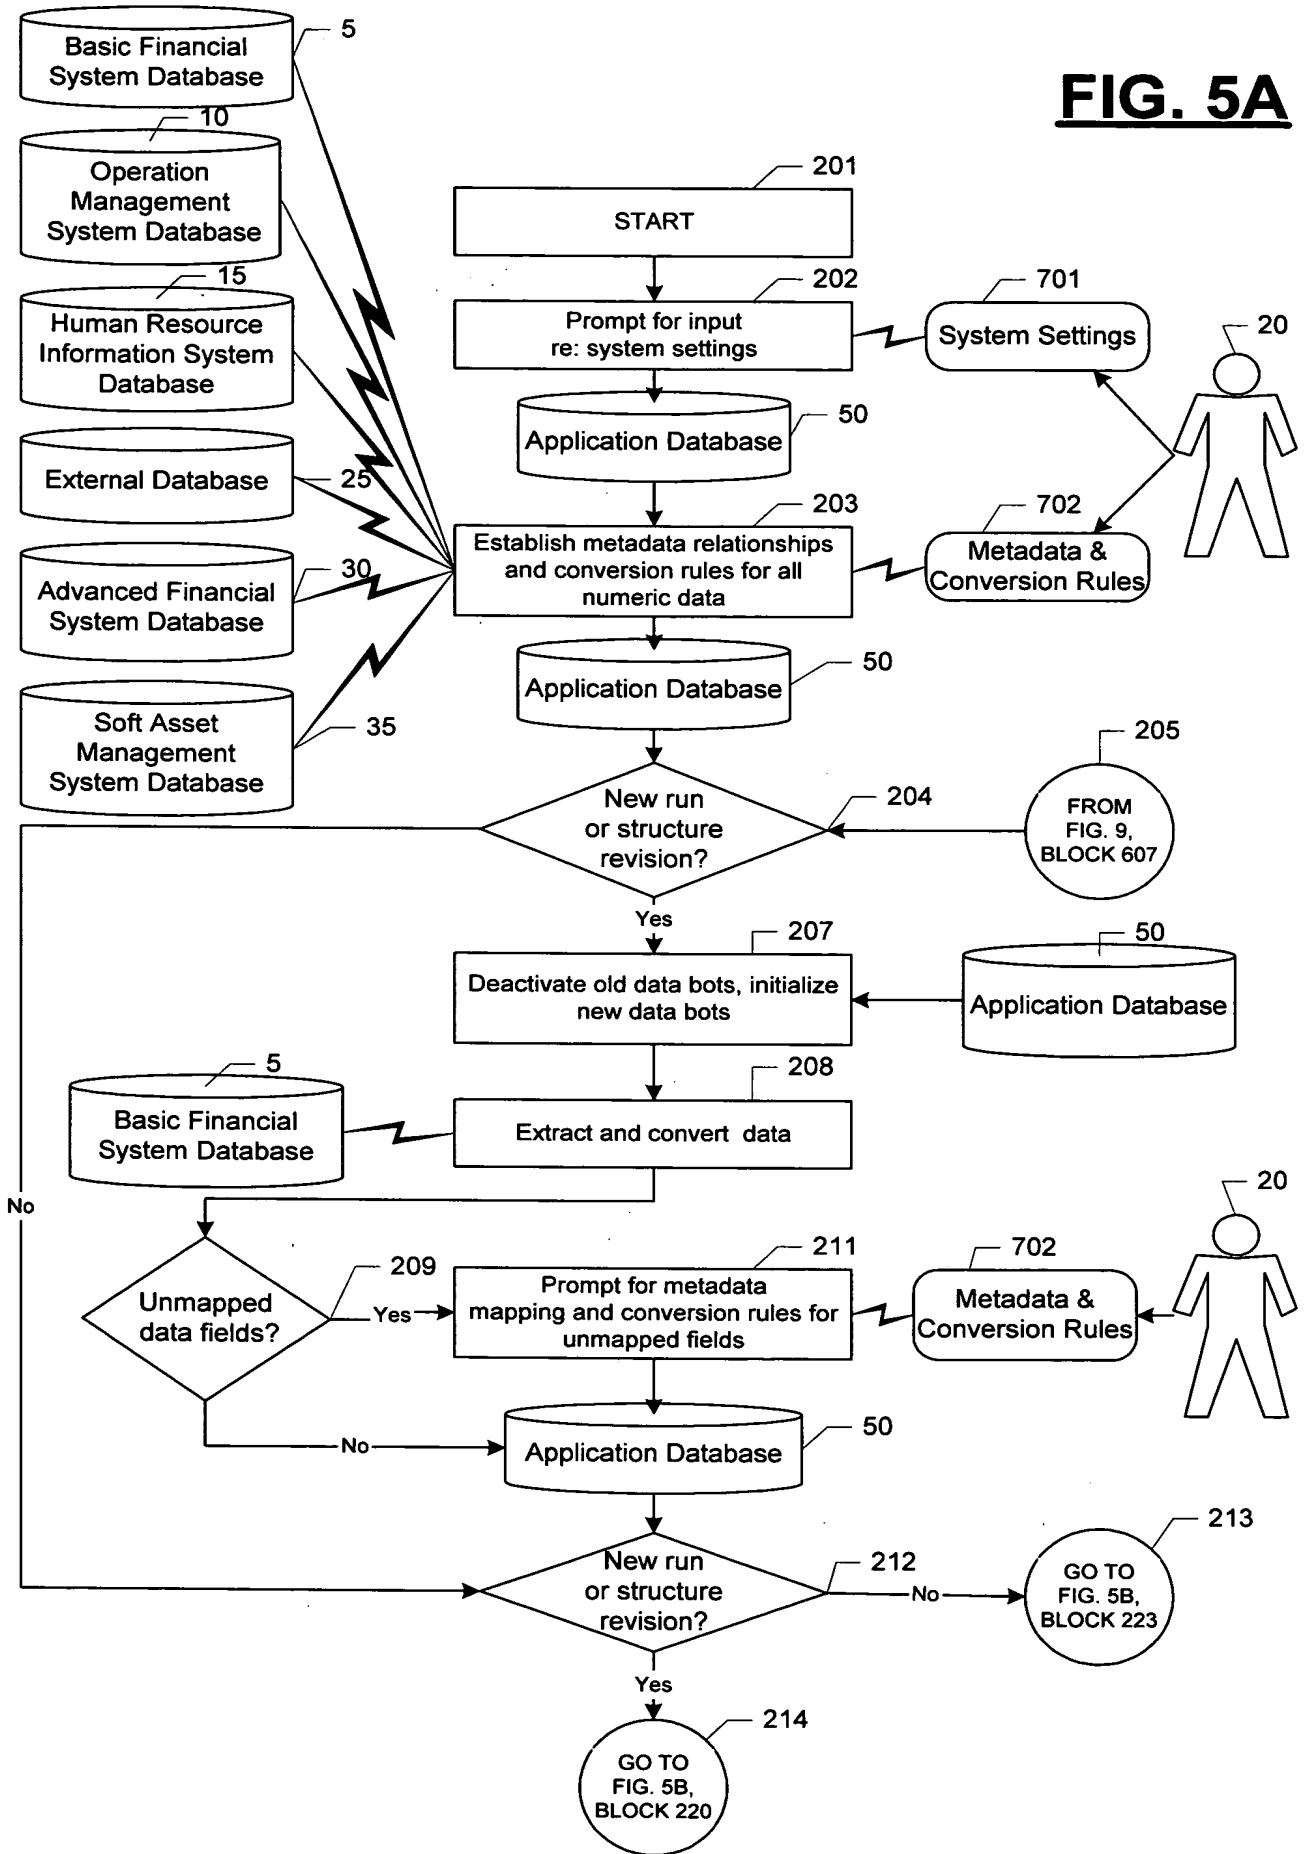 FIG. 5A
Basic Financial
System Database
5
10
Operation
Management
System Database
15
Human Resource
Information System
Database
External Database
25
Advanced Financial
System Database
30
Soft Asset
Management
System Database
35
201
START
202
Prompt for input
re: system settings
701
System Settings
20
50
Application Database
203
Establish metadata relationships
and conversion rules for all
numeric data
702
Metadata &
Conversion Rules
50
Application Database
205
FROM
FIG. 9,
BLOCK 607
204
New run
or structure
revision?
Yes
No
207
Deactivate old data bots, initialize
new data bots
50
Application Database
208
Extract and convert data
5
Basic Financial
System Database
209
Unmapped
data fields?
Yes
211
Prompt for metadata
mapping and conversion rules for
unmapped fields
702
Metadata &
Conversion Rules
20
No
50
Application Database
212
New run
or structure
revision?
No
213
GO TO
FIG. 5B,
BLOCK 223
Yes
214
GO TO
FIG. 5B,
BLOCK 220